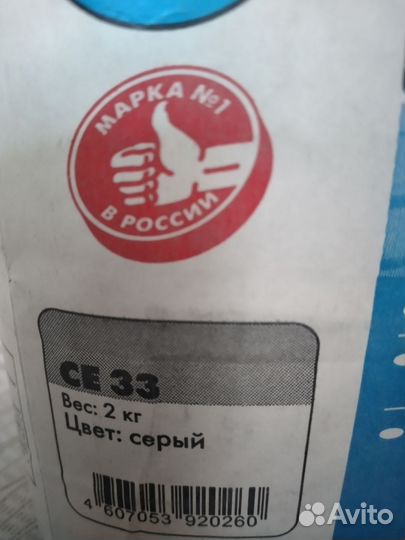 МАРКА №1
В РОССИИ
CE 33
Вес: 2 кг
Цвет: серый
4 607053 920260
Avito